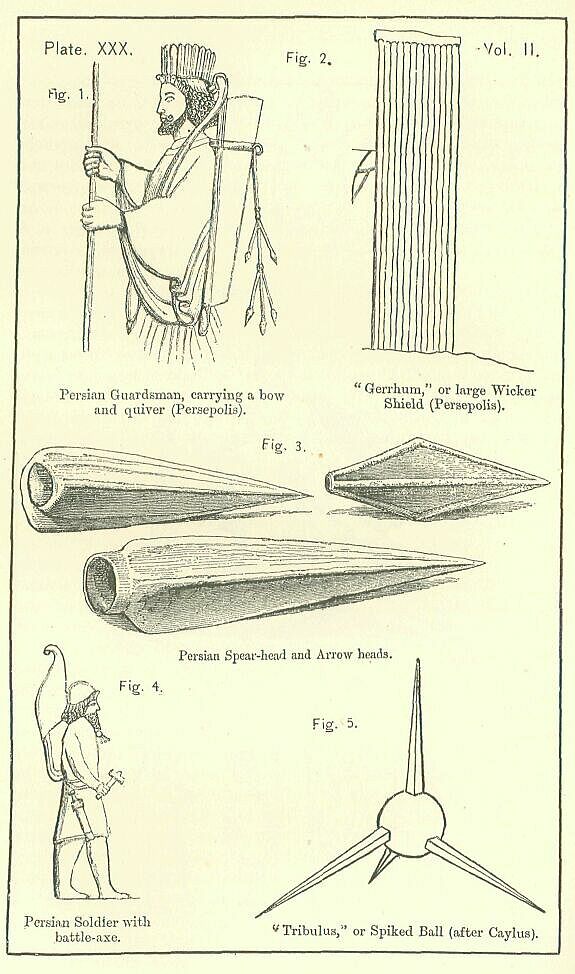 Plate. XXX.
Fig. 2.
Vol. II.
Fig. 1.
Persian Guardsman, carrying a bow
and quiver (Persepolis).
"Gerrhum," or large Wicker
Shield (Persepolis).
Fig. 3.
Persian Spear-head and Arrow heads.
Fig. 4.
Fig. 5.
Persian Soldier with
battle-axe.
"Tribulus," or Spiked Ball (after Caylus).